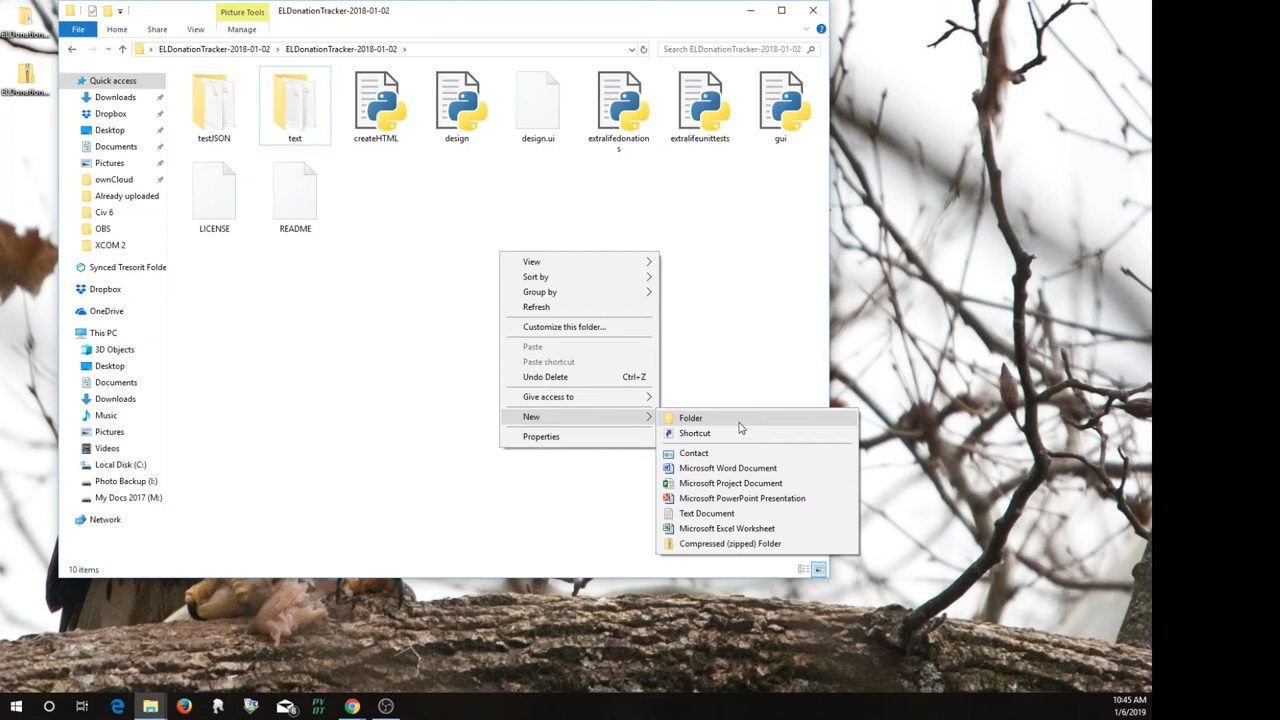 Picture Tools
ELDonationTracker-2018-01-02
File
Home
Share
View
Manage
ELDonationTracker-2018-01-02
ELDonationTracker-2018-01-02
Search ELDonationTracker-2018-01-02
ELDonation...
ELDonation...
Quick access
Downloads
Dropbox
Desktop
Documents
Pictures
ownCloud
Already uploaded
Civ 6
OBS
XCOM 2
Synced Tresorit Folde
Dropbox
OneDrive
This PC
3D Objects
Desktop
Documents
Downloads
Music
Pictures
Videos
Local Disk (C:)
Photo Backup (I:)
My Docs 2017 (M:)
Network
testJSON
text
createHTML
design
design.ui
extralifedonation
s
extralifeunittests
gui
LICENSE
README
View
Sort by
Group by
Refresh
Customize this folder...
Paste
Paste shortcut
Undo Delete Ctrl+Z
Give access to
New
Properties
Folder
Shortcut
Contact
Microsoft Word Document
Microsoft Project Document
Microsoft PowerPoint Presentation
Text Document
Microsoft Excel Worksheet
Compressed (zipped) Folder
10 items
10:45 AM
1/6/2019